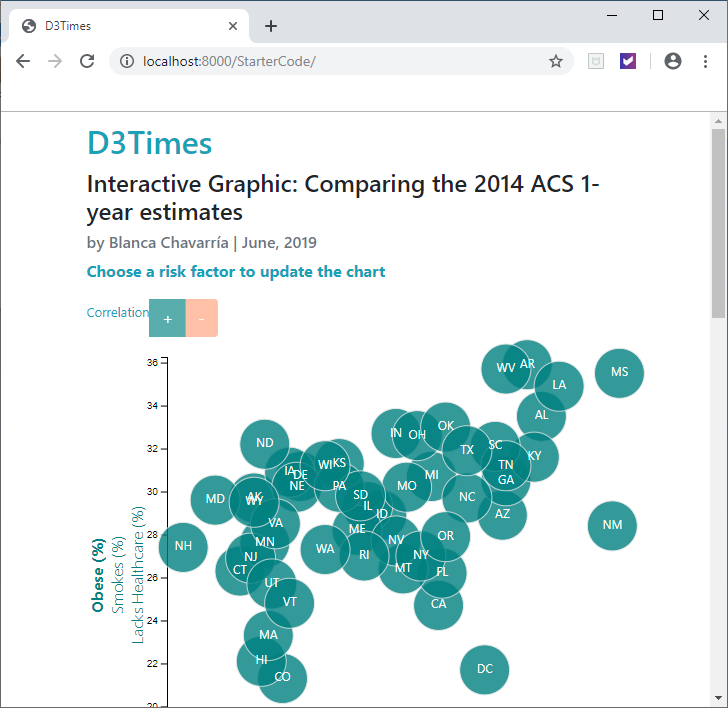 D3Times
localhost:8000/StarterCode/
D3Times
Interactive Graphic: Comparing the 2014 ACS 1-
year estimates
by Blanca Chavarría | June, 2019
Choose a risk factor to update the chart
Correlation + -
36
34
32
30
28
26
24
22
20
Obese (%)
Smokes (%)
Lacks Healthcare (%)
WV AR MS
LA
AL
IN OH OK
ND
SC
TX
KY
WI KS
TN
IA DE
MI
GA
NE PA
MO
SD
NC
MD AK
WY
IL
ID
AZ
VA
NM
ME
NV
OR
NH
MN
WA
RI
NY
NJ
MT
CT
FL
UT
VT
CA
MA
HI
DC
CO